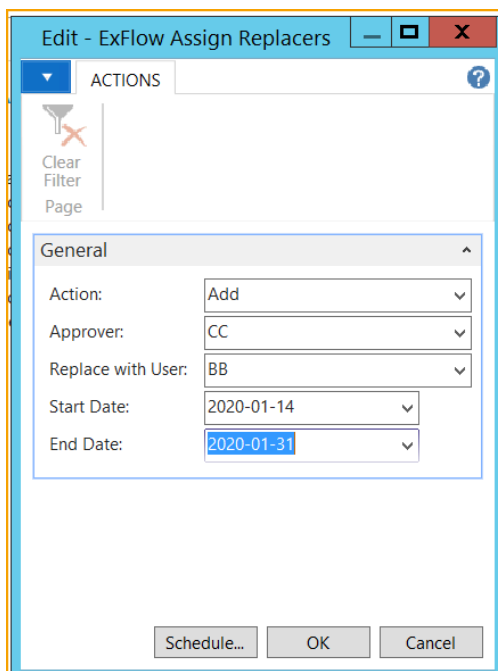 Edit - ExFlow Assign Replacers
ACTIONS
Clear
Filter
Page
General
Action: Add
Approver: CC
Replace with User: BB
Start Date: 2020-01-14
End Date: 2020-01-31
Schedule... OK Cancel